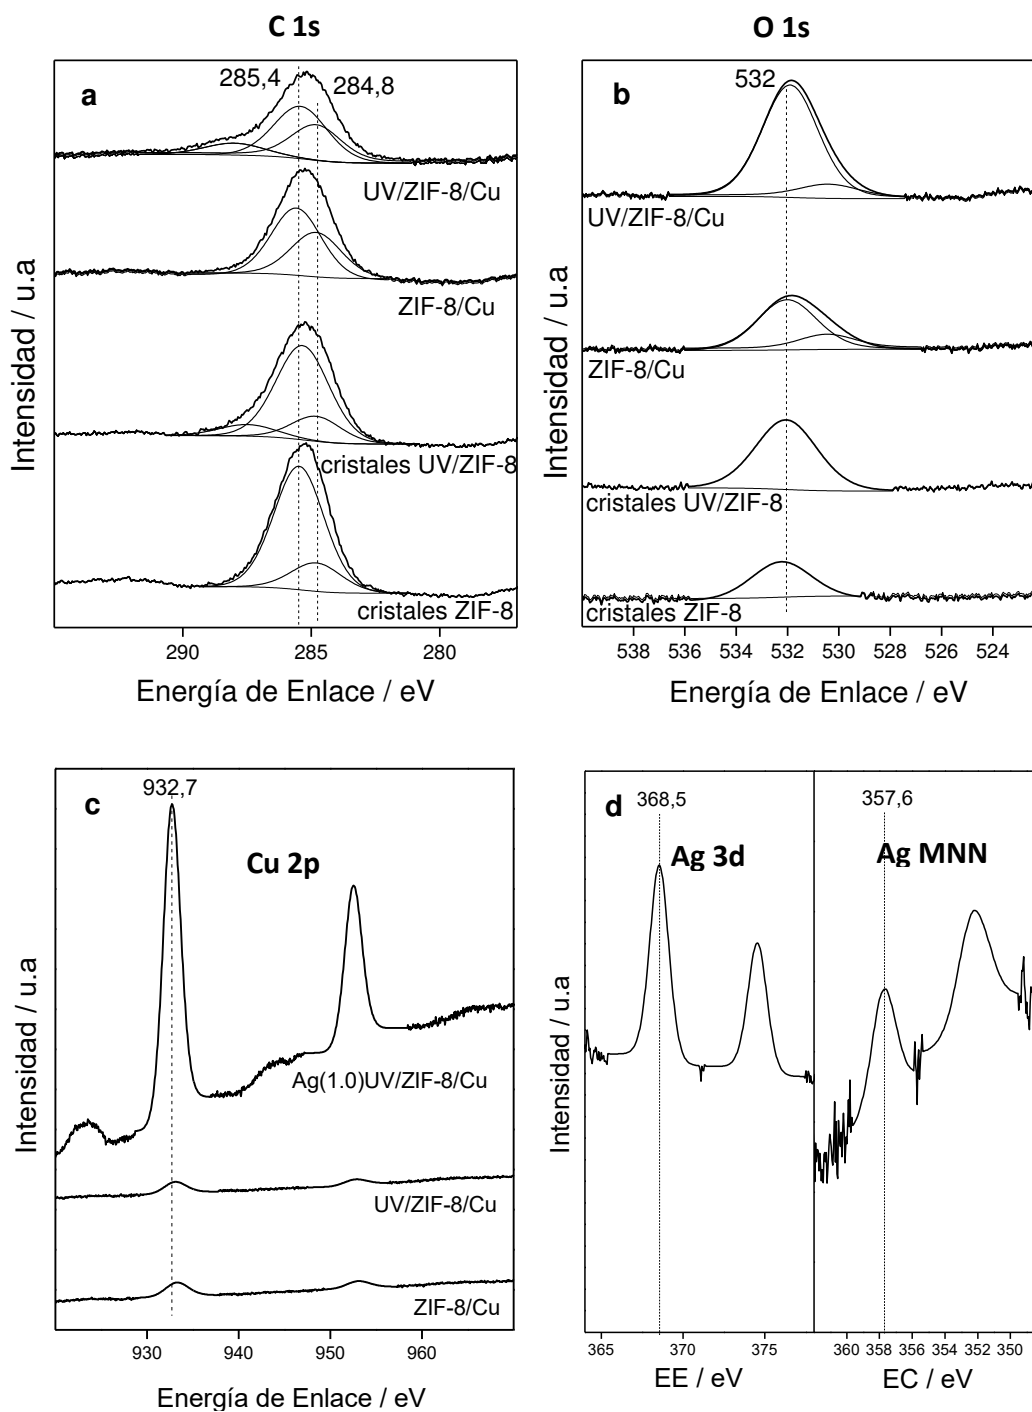 C 1s
O 1s
a
285,4
284,8
UV/ZIF-8/Cu
ZIF-8/Cu
cristales UV/ZIF-8
cristales ZIF-8
Intensidad / u.a
290
285
280
Energía de Enlace / eV
b
532
UV/ZIF-8/Cu
ZIF-8/Cu
cristales UV/ZIF-8
cristales ZIF-8
Intensidad / u.a
538
536
534
532
530
528
526
524
Energía de Enlace / eV
c
932,7
Cu 2p
Ag(1.0)UV/ZIF-8/Cu
UV/ZIF-8/Cu
ZIF-8/Cu
Intensidad / u.a
930
940
950
960
Energía de Enlace / eV
d
368,5
357,6
Ag 3d
Ag MNN
Intensidad / u.a
365
370
375
360
358
356
354
352
350
EE / eV
EC / eV